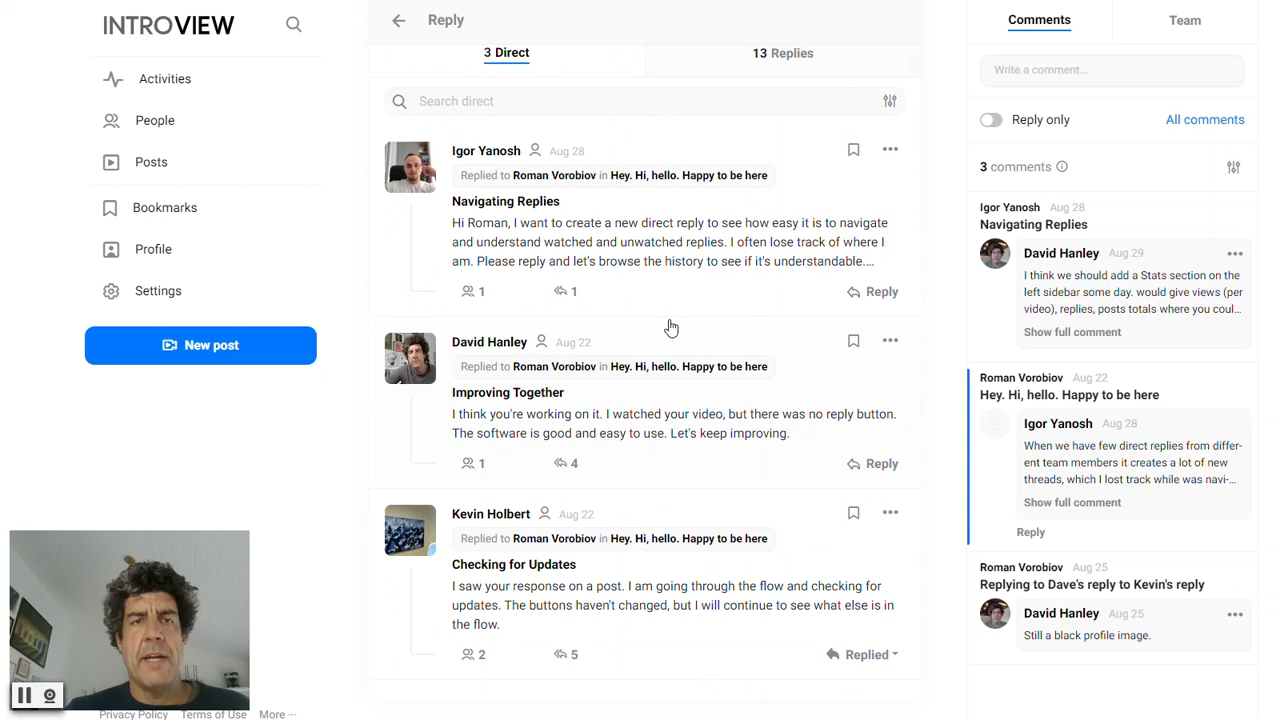 INTROVIEW
Activities
People
Posts
Bookmarks
Profile
Settings
New post
Privacy Policy Terms of Use More ···
Reply
3 Direct
13 Replies
Search direct
Igor Yanosh Aug 28
Replied to Roman Vorobiov in Hey. Hi, hello. Happy to be here
Navigating Replies
Hi Roman, I want to create a new direct reply to see how easy it is to navigate
and understand watched and unwatched replies. I often lose track of where I
am. Please reply and let's browse the history to see if it's understandable....
1 1 Reply
David Hanley Aug 22
Replied to Roman Vorobiov in Hey. Hi, hello. Happy to be here
Improving Together
I think you're working on it. I watched your video, but there was no reply button.
The software is good and easy to use. Let's keep improving.
1 4 Reply
Kevin Holbert Aug 22
Replied to Roman Vorobiov in Hey. Hi, hello. Happy to be here
Checking for Updates
I saw your response on a post. I am going through the flow and checking for
updates. The buttons haven't changed, but I will continue to see what else is in
the flow.
2 5 Replied
Comments
Team
Write a comment...
Reply only
All comments
3 comments
Igor Yanosh Aug 28
Navigating Replies
David Hanley Aug 29
I think we should add a Stats section on the
left sidebar some day. would give views (per
video), replies, posts totals where you coul...
Show full comment
Roman Vorobiov Aug 22
Hey. Hi, hello. Happy to be here
Igor Yanosh Aug 28
When we have few direct replies from differ-
ent team members it creates a lot of new
threads, which I lost track while was navi-...
Show full comment
Reply
Roman Vorobiov Aug 25
Replying to Dave's reply to Kevin's reply
David Hanley Aug 25
Still a black profile image.